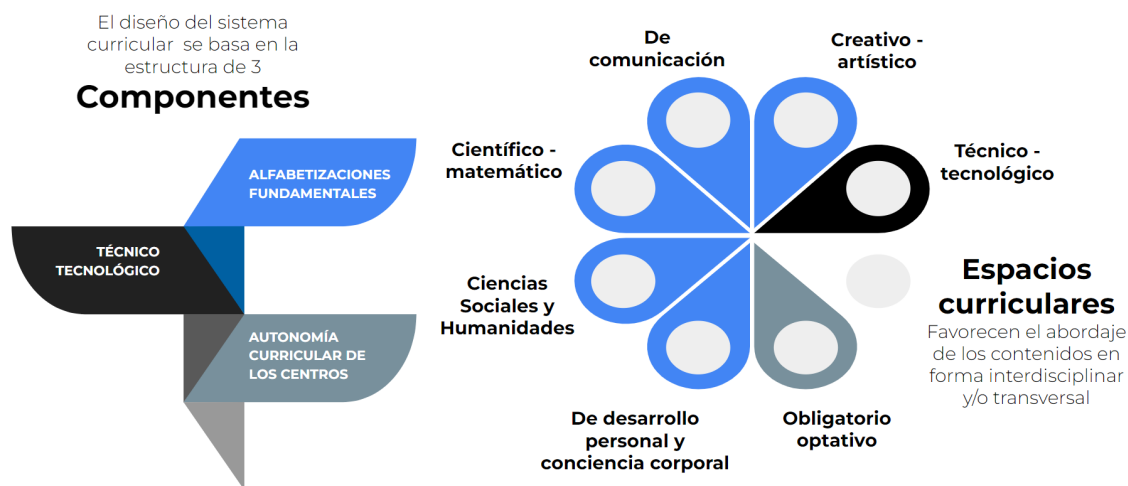 El diseño del sistema
curricular se basa en la
estructura de 3
Componentes
ALFABETIZACIONES
FUNDAMENTALES
TÉCNICO
TECNOLÓGICO
AUTONOMÍA
CURRICULAR DE
LOS CENTROS
De
comunicación
Creativo -
artístico
Científico -
matemático
Técnico -
tecnológico
Ciencias
Sociales y
Humanidades
De desarrollo
personal y
conciencia corporal
Obligatorio
optativo
Espacios
curriculares
Favorecen el abordaje
de los contenidos en
forma interdisciplinar
y/o transversal